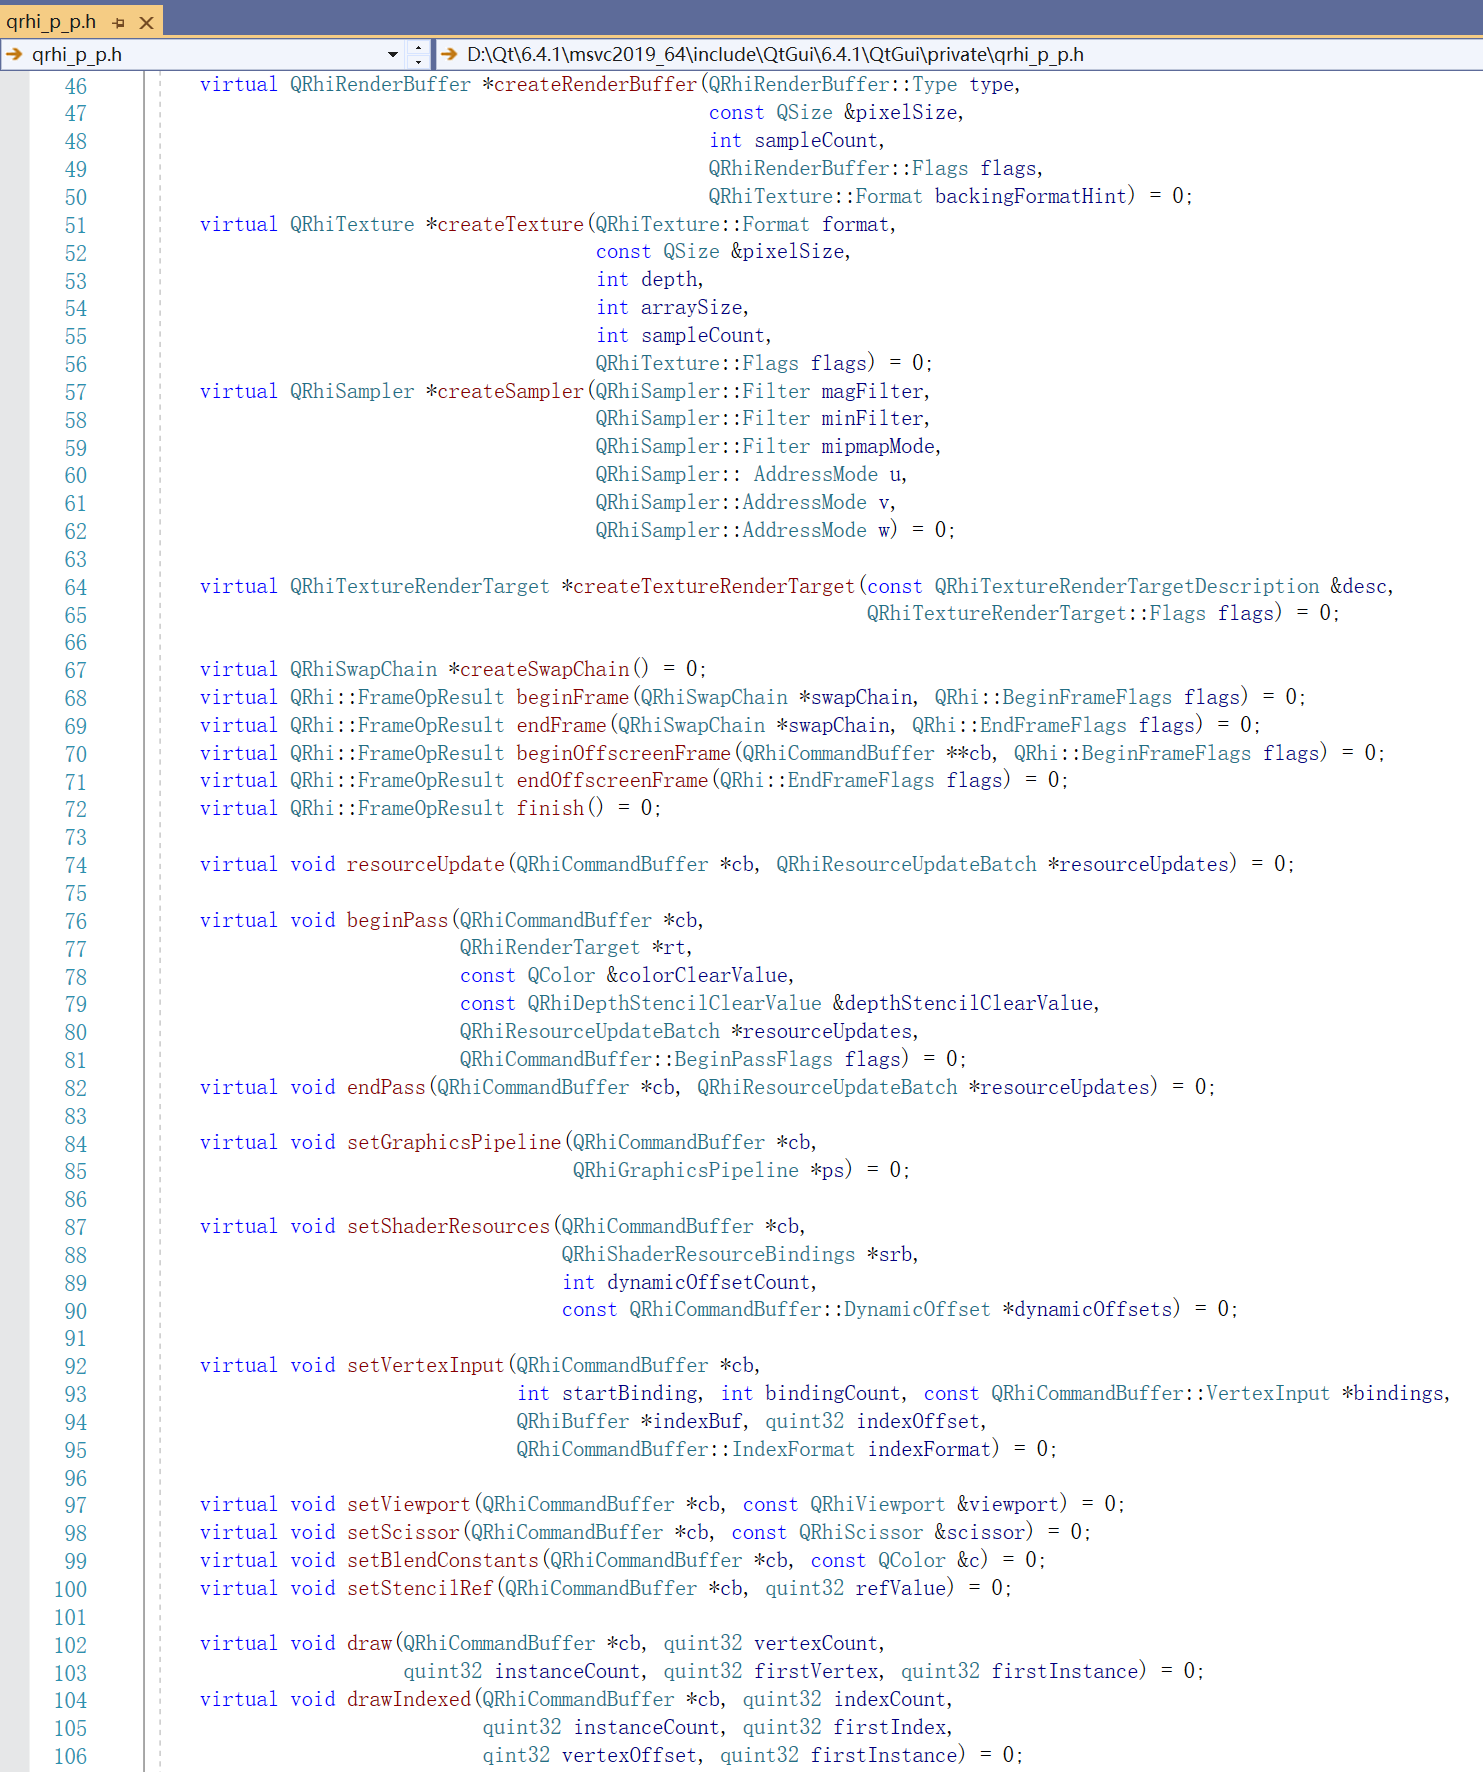 qrhi_p_p.h
qrhi_p_p.h D:\Qt\6.4.1\msvc2019_64\include\QtGui\6.4.1\QtGui\private\qrhi_p_p.h
46 virtual QRhiRenderBuffer *createRenderBuffer(QRhiRenderBuffer::Type type,
47 const QSize &pixelSize,
48 int sampleCount,
49 QRhiRenderBuffer::Flags flags,
50 QRhiTexture::Format backingFormatHint) = 0;
51 virtual QRhiTexture *createTexture(QRhiTexture::Format format,
52 const QSize &pixelSize,
53 int depth,
54 int arraySize,
55 int sampleCount,
56 QRhiTexture::Flags flags) = 0;
57 virtual QRhiSampler *createSampler(QRhiSampler::Filter magFilter,
58 QRhiSampler::Filter minFilter,
59 QRhiSampler::Filter mipmapMode,
60 QRhiSampler:: AddressMode u,
61 QRhiSampler::AddressMode v,
62 QRhiSampler::AddressMode w) = 0;
63
64 virtual QRhiTextureRenderTarget *createTextureRenderTarget(const QRhiTextureRenderTargetDescription &desc,
65 QRhiTextureRenderTarget::Flags flags) = 0;
66
67 virtual QRhiSwapChain *createSwapChain() = 0;
68 virtual QRhi::FrameOpResult beginFrame(QRhiSwapChain *swapChain, QRhi::BeginFrameFlags flags) = 0;
69 virtual QRhi::FrameOpResult endFrame(QRhiSwapChain *swapChain, QRhi::EndFrameFlags flags) = 0;
70 virtual QRhi::FrameOpResult beginOffscreenFrame(QRhiCommandBuffer **cb, QRhi::BeginFrameFlags flags) = 0;
71 virtual QRhi::FrameOpResult endOffscreenFrame(QRhi::EndFrameFlags flags) = 0;
72 virtual QRhi::FrameOpResult finish() = 0;
73
74 virtual void resourceUpdate(QRhiCommandBuffer *cb, QRhiResourceUpdateBatch *resourceUpdates) = 0;
75
76 virtual void beginPass(QRhiCommandBuffer *cb,
77 QRhiRenderTarget *rt,
78 const QColor &colorClearValue,
79 const QRhiDepthStencilClearValue &depthStencilClearValue,
80 QRhiResourceUpdateBatch *resourceUpdates,
81 QRhiCommandBuffer::BeginPassFlags flags) = 0;
82 virtual void endPass(QRhiCommandBuffer *cb, QRhiResourceUpdateBatch *resourceUpdates) = 0;
83
84 virtual void setGraphicsPipeline(QRhiCommandBuffer *cb,
85 QRhiGraphicsPipeline *ps) = 0;
86
87 virtual void setShaderResources(QRhiCommandBuffer *cb,
88 QRhiShaderResourceBindings *srb,
89 int dynamicOffsetCount,
90 const QRhiCommandBuffer::DynamicOffset *dynamicOffsets) = 0;
91
92 virtual void setVertexInput(QRhiCommandBuffer *cb,
93 int startBinding, int bindingCount, const QRhiCommandBuffer::VertexInput *bindings,
94 QRhiBuffer *indexBuf, quint32 indexOffset,
95 QRhiCommandBuffer::IndexFormat indexFormat) = 0;
96
97 virtual void setViewport(QRhiCommandBuffer *cb, const QRhiViewport &viewport) = 0;
98 virtual void setScissor(QRhiCommandBuffer *cb, const QRhiScissor &scissor) = 0;
99 virtual void setBlendConstants(QRhiCommandBuffer *cb, const QColor &c) = 0;
100 virtual void setStencilRef(QRhiCommandBuffer *cb, quint32 refValue) = 0;
101
102 virtual void draw(QRhiCommandBuffer *cb, quint32 vertexCount,
103 quint32 instanceCount, quint32 firstVertex, quint32 firstInstance) = 0;
104 virtual void drawIndexed(QRhiCommandBuffer *cb, quint32 indexCount,
105 quint32 instanceCount, quint32 firstIndex,
106 qint32 vertexOffset, quint32 firstInstance) = 0;